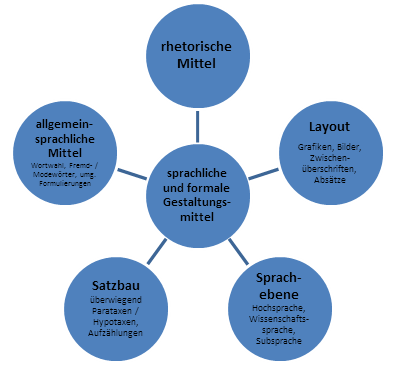 rhetorische
Mittel
allgemein-
sprachliche
Mittel
Wortwahl, Fremd- /
Modewörter, umg.
Formulierungen
Layout
Grafiken, Bilder,
Zwischen-
überschriften,
Absätze
sprachliche
und formale
Gestaltungs-
mittel
Satzbau
überwiegend
Parataxen /
Hypotaxen,
Aufzählungen
Sprach-
ebene
Hochsprache,
Wissenschafts-
sprache,
Subsprache